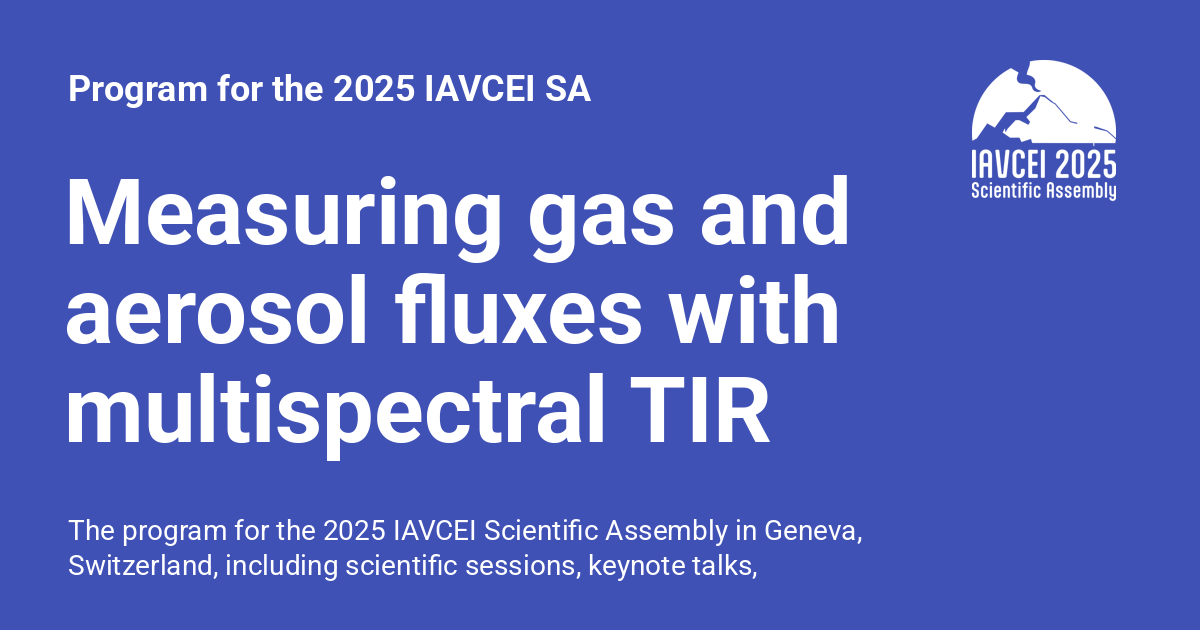 Program for the 2025 IAVCEI SA
IAVCEI 2025
Scientific Assembly
Measuring gas and
aerosol fluxes with
multispectral TIR
The program for the 2025 IAVCEI Scientific Assembly in Geneva,
Switzerland, including scientific sessions, keynote talks,